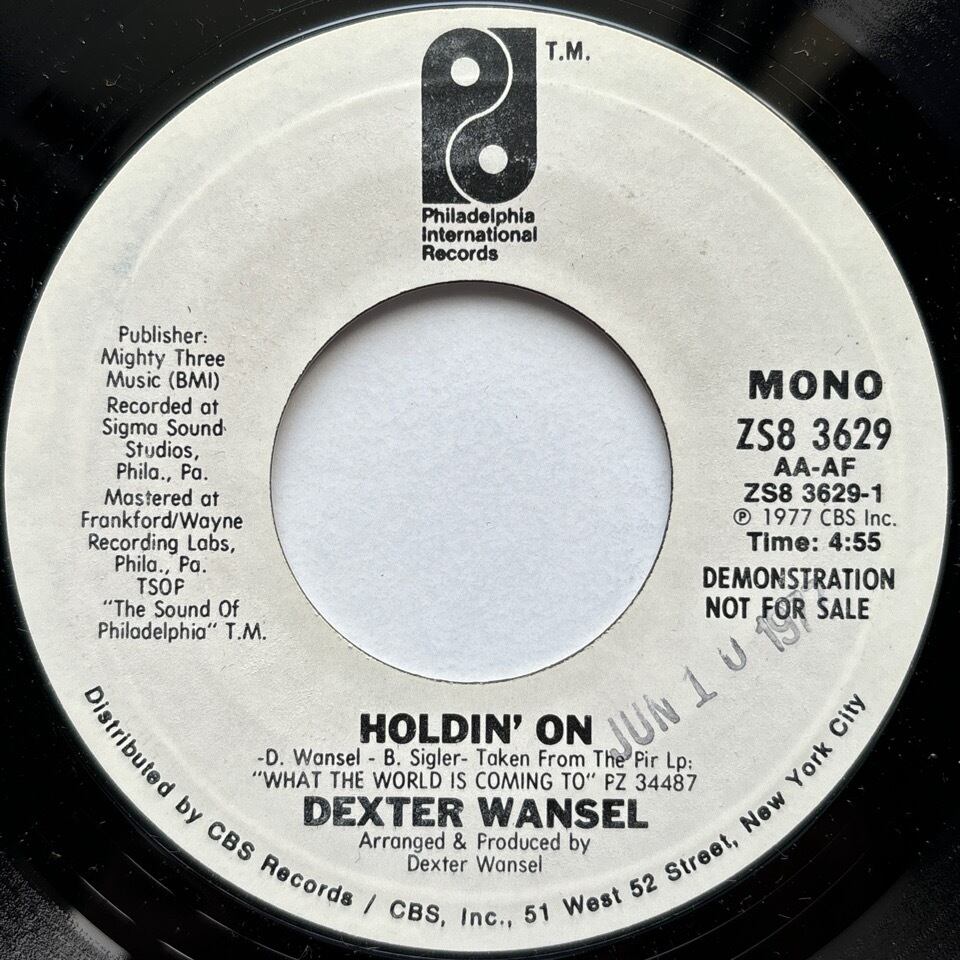 T.M.
Philadelphia
International
Records
Publisher:
Mighty Three
Music (BMI)
Recorded at
Sigma Sound
Studios,
Phila., Pa.
Mastered at
Frankford/Wayne
Recording Labs,
Phila., Pa.
TSOP
"The Sound Of
Philadelphia" T.M.
MONO
ZS8 3629
AA-AF
ZS8 3629-1
℗ 1977 CBS Inc.
Time: 4:55
DEMONSTRATION
NOT FOR SALE
JUN 10 1977
HOLDIN' ON
-D. Wansel - B. Sigler- Taken From The Pir Lp:
"WHAT THE WORLD IS COMING TO" PZ 34487
DEXTER WANSEL
Arranged & Produced by
Dexter Wansel
Distributed by CBS Records / CBS, Inc., 51 West 52 Street, New York City